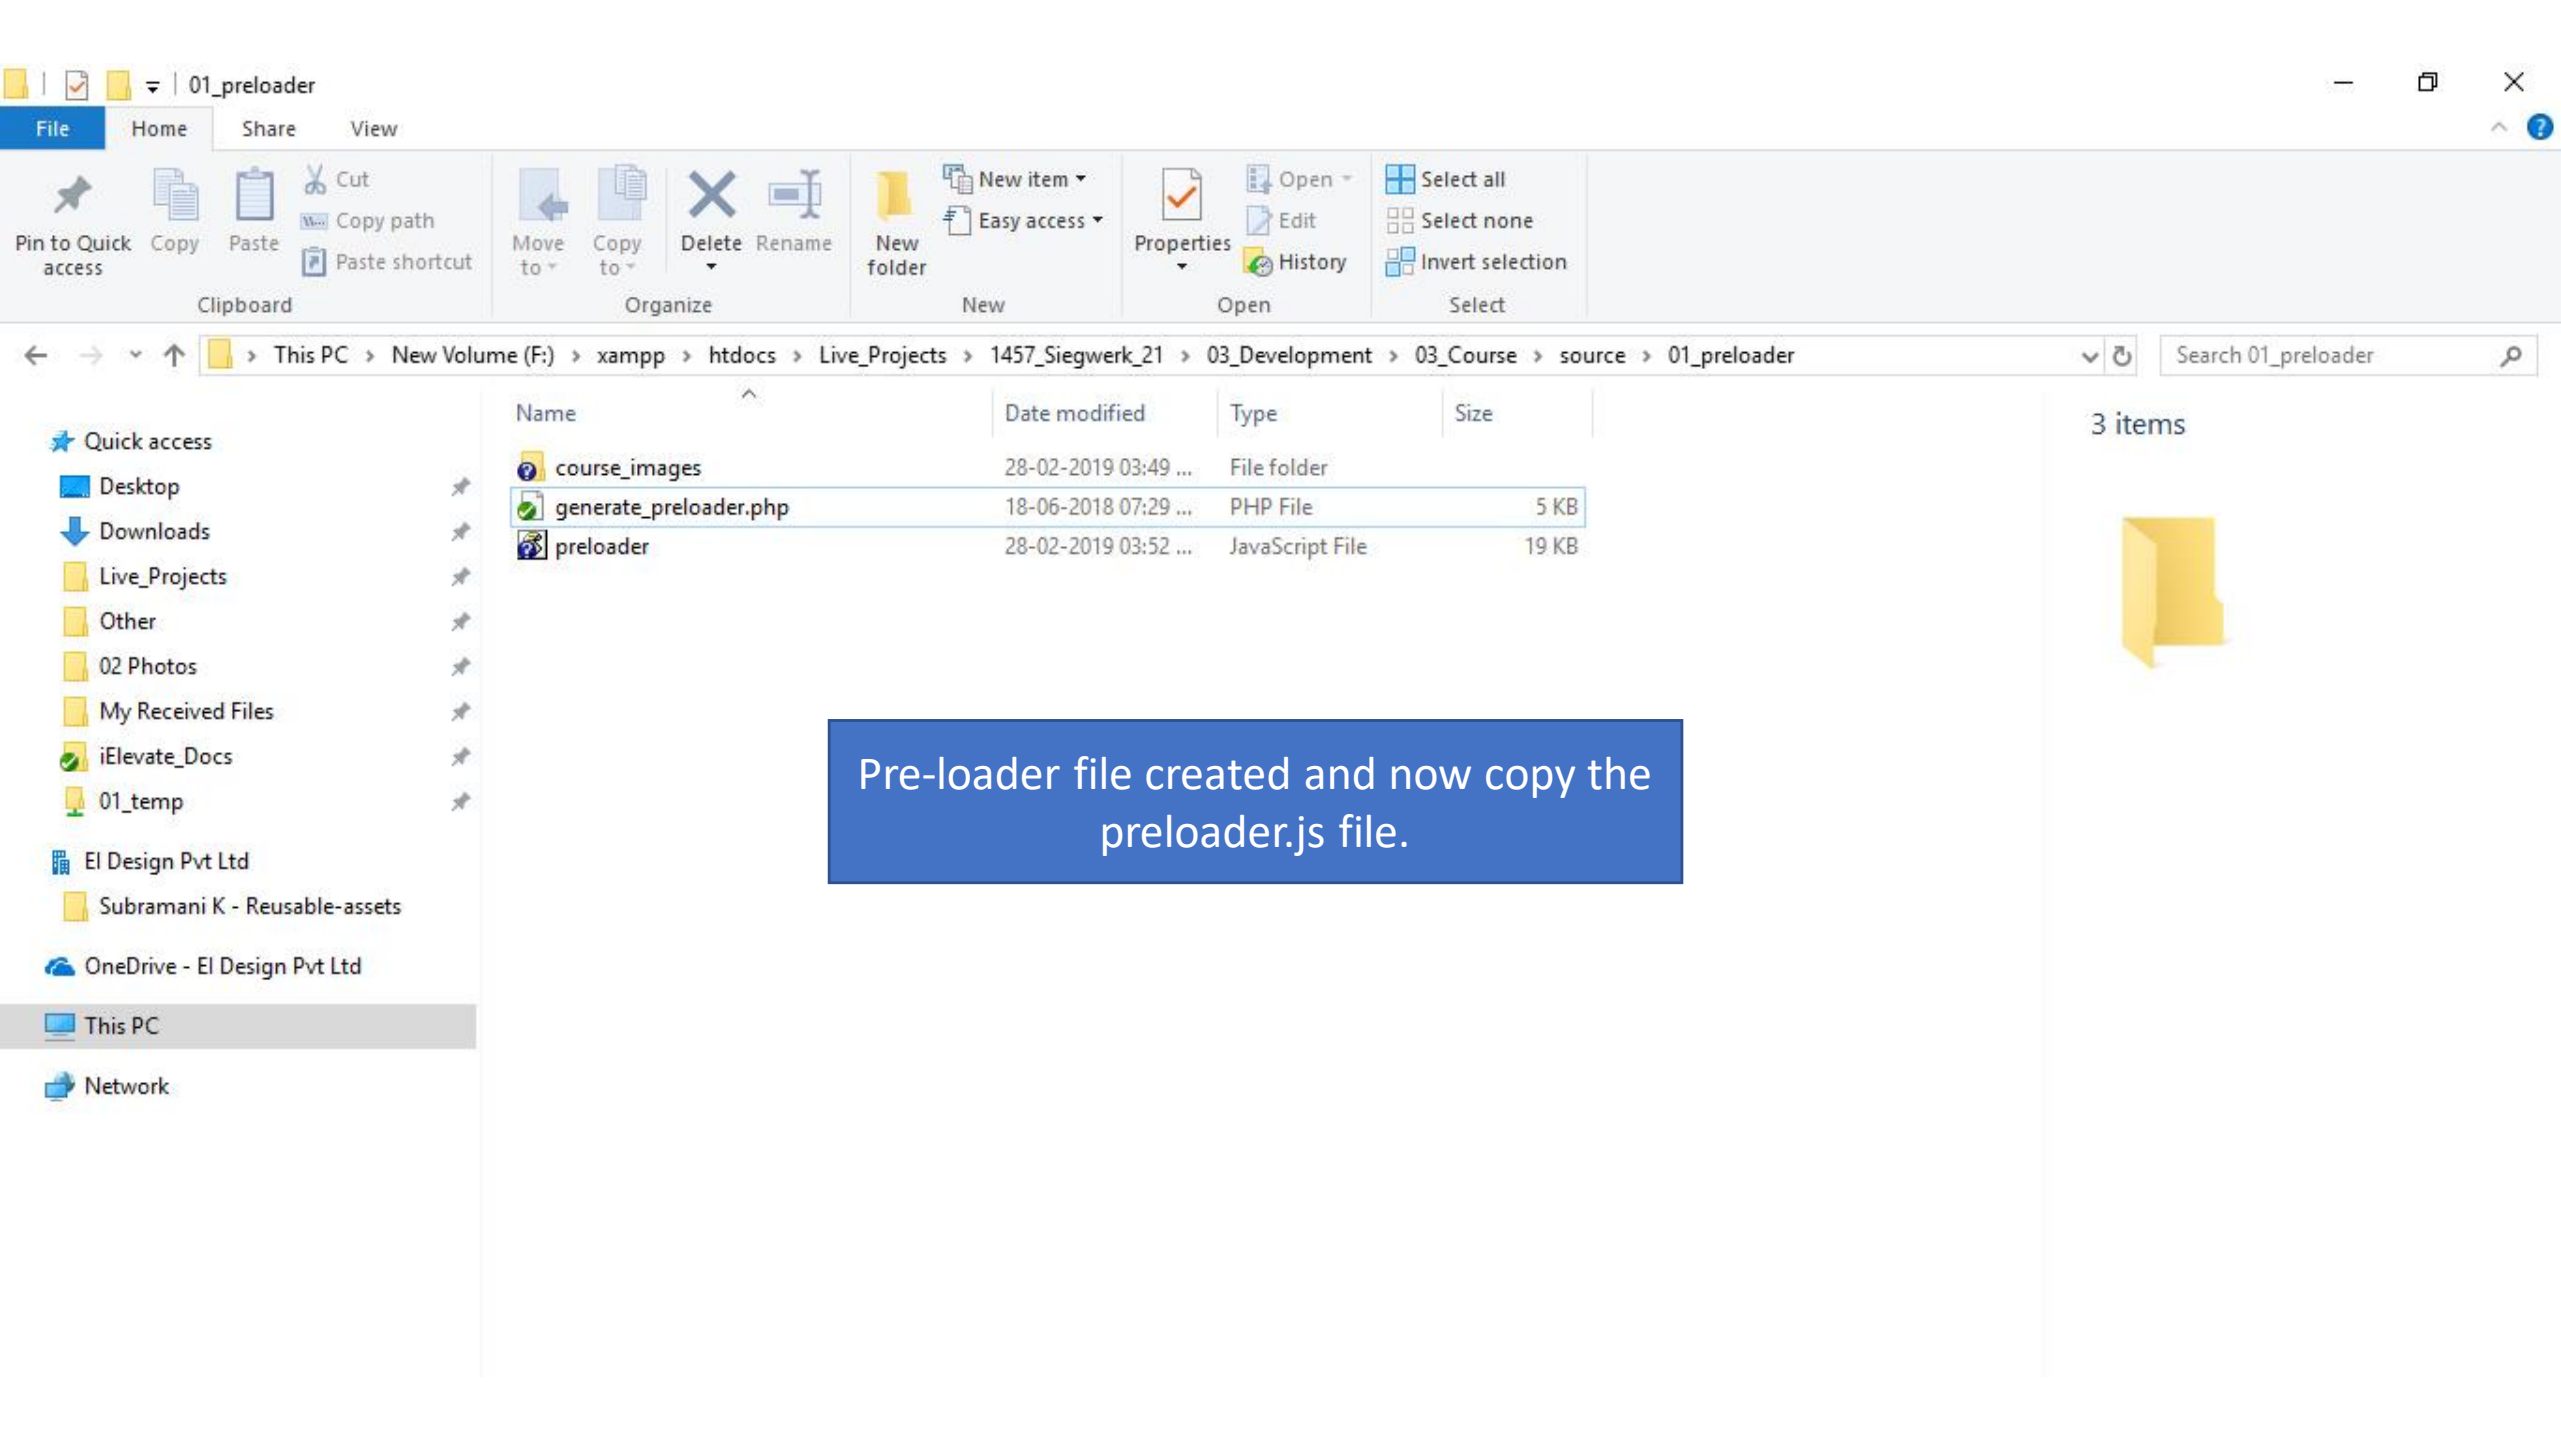 01_preloader
File Home Share View
Pin to Quick access
Copy
Paste
Cut
Copy path
Paste shortcut
Clipboard
Move to
Copy to
Delete
Rename
Organize
New folder
New item
Easy access
New
Properties
Open
Edit
History
Open
Select all
Select none
Invert selection
Select
This PC > New Volume (F:) > xampp > htdocs > Live_Projects > 1457_Siegwerk_21 > 03_Development > 03_Course > source > 01_preloader
Search 01_preloader
Quick access
Desktop
Downloads
Live_Projects
Other
02 Photos
My Received Files
iElevate_Docs
01_temp
EI Design Pvt Ltd
Subramani K - Reusable-assets
OneDrive - EI Design Pvt Ltd
This PC
Network
Name Date modified Type Size
course_images 28-02-2019 03:49 ... File folder
generate_preloader.php 18-06-2018 07:29 ... PHP File 5 KB
preloader 28-02-2019 03:52 ... JavaScript File 19 KB
3 items
Pre-loader file created and now copy the
preloader.js file.